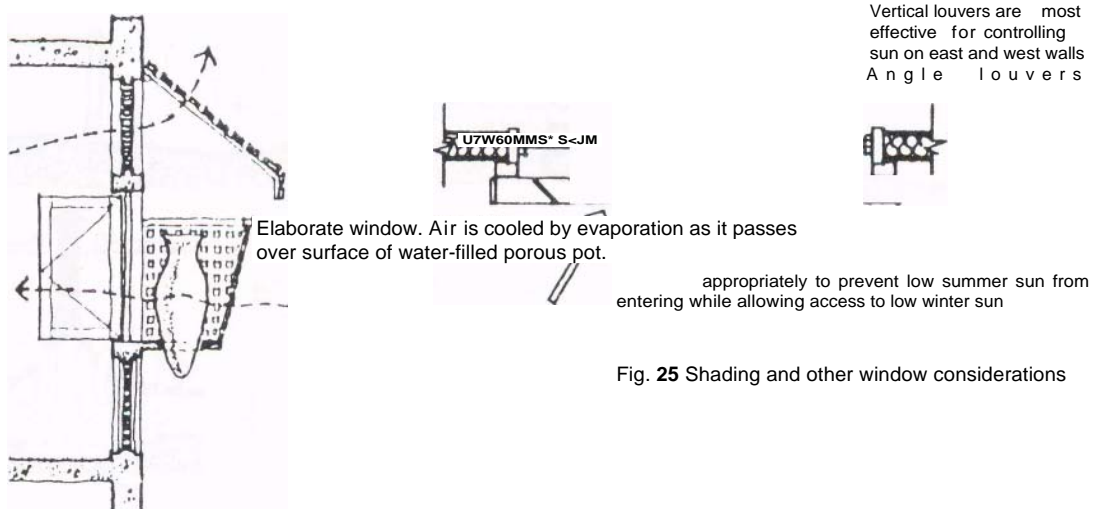 Vertical louvers are most
effective for controlling
sun on east and west walls
Angle louvers
U7W60MMS* S<JM
Elaborate window. Air is cooled by evaporation as it passes
over surface of water-filled porous pot.
appropriately to prevent low summer sun from
entering while allowing access to low winter sun
Fig. 25 Shading and other window considerations